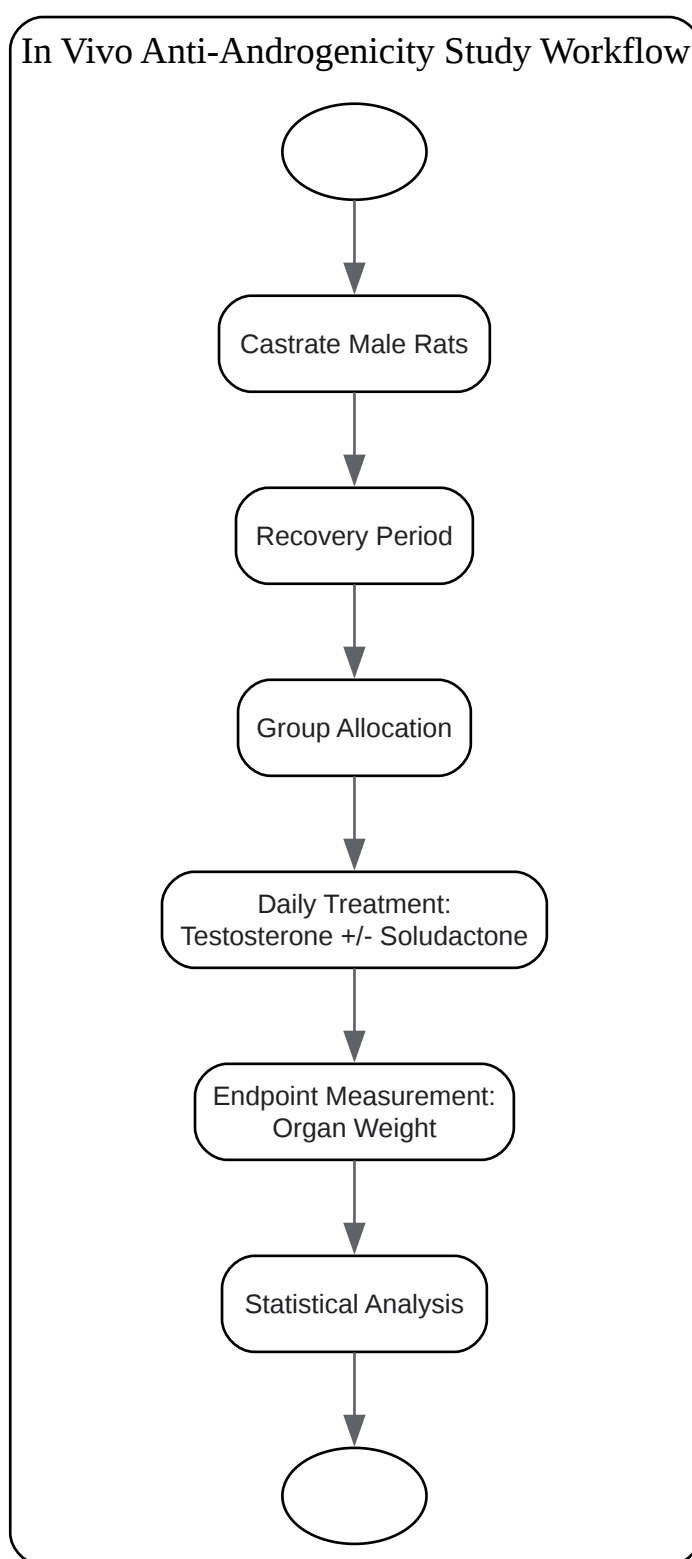 In Vivo Anti-Androgenicity Study Workflow
Castrate Male Rats
Recovery Period
Group Allocation
Daily Treatment:
Testosterone +/- Soludactone
Endpoint Measurement:
Organ Weight
Statistical Analysis